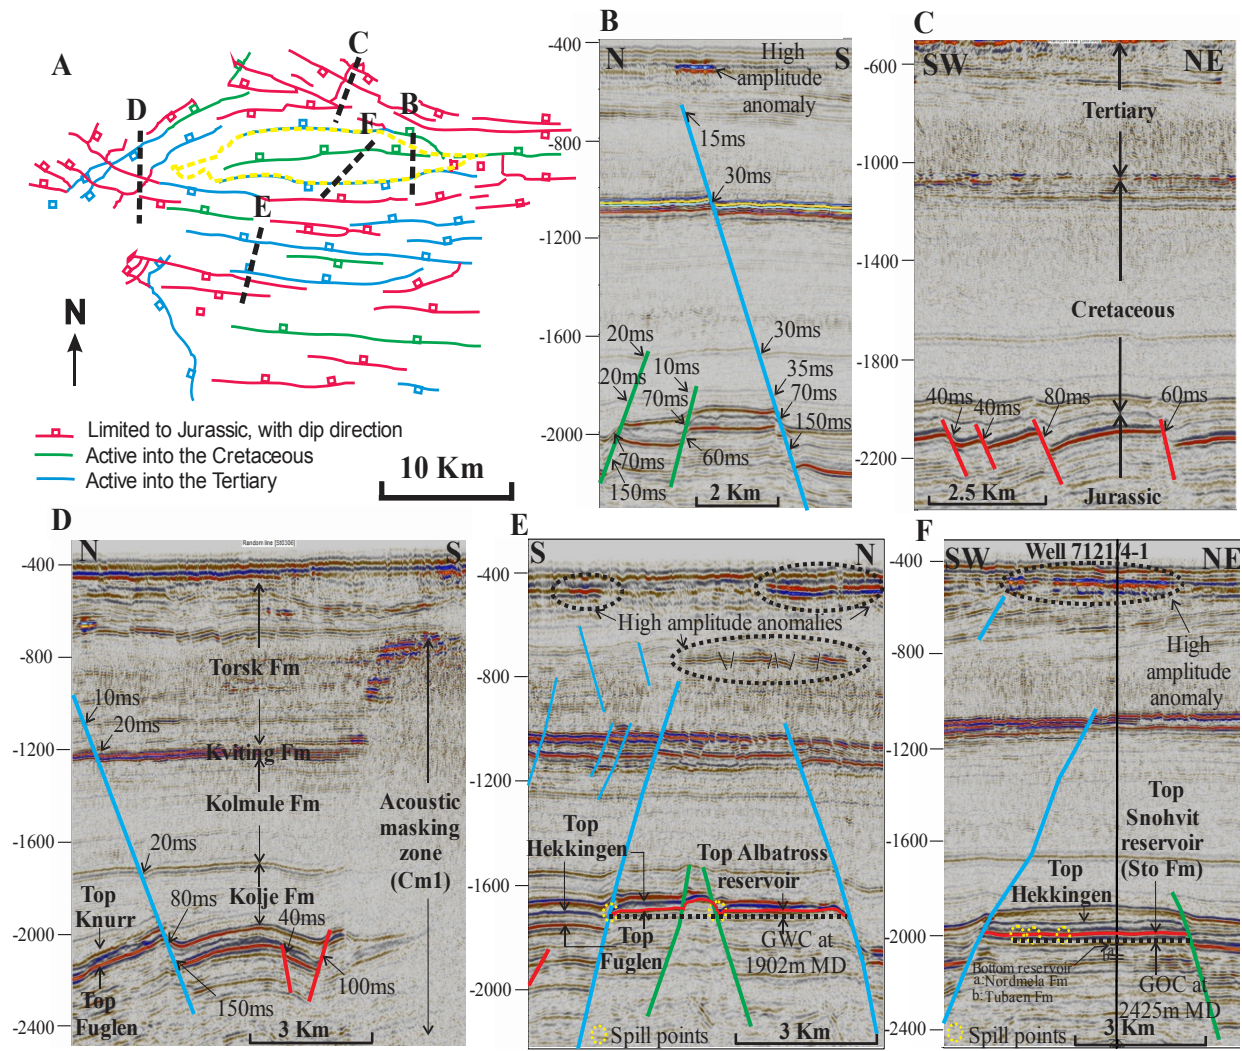 A
C
D
B
F
E
N
Limited to Jurassic, with dip direction
Active into the Cretaceous
Active into the Tertiary
10 Km
B
-400
-800
-1200
-1600
-2000
N
S
High
amplitude
anomaly
15ms
30ms
30ms
20ms
10ms
35ms
20ms
70ms
70ms
150ms
70ms
60ms
150ms
2 Km
C
-600
-1000
-1400
-1800
-2200
SW
NE
Tertiary
Cretaceous
40ms
40ms
80ms
60ms
2.5 Km
Jurassic
D
Random line [St0306]
N
S
-400
-800
-1200
-1600
-2000
-2400
Torsk Fm
10ms
20ms
Kviting Fm
Kolmule Fm
Acoustic
masking
zone
(Cm1)
20ms
Kolje Fm
Top
Knurr
80ms
40ms
Top
Fuglen
150ms
100ms
3 Km
E
S
N
-400
-800
-1200
-1600
-2000
High amplitude anomalies
Top
Hekkingen
Top Albatross
reservoir
Top
Fuglen
GWC at
1902m MD
Spill points
3 Km
F
SW
Well 7121/4-1
NE
-400
-800
-1200
-1600
-2000
-2400
High
amplitude
anomaly
Top
Snohvit
reservoir
(Sto Fm)
Top
Hekkingen
Bottom reservoir
a: Nordmela Fm
b: Tubaen Fm
GOC at
2425m MD
Spill points
3 Km